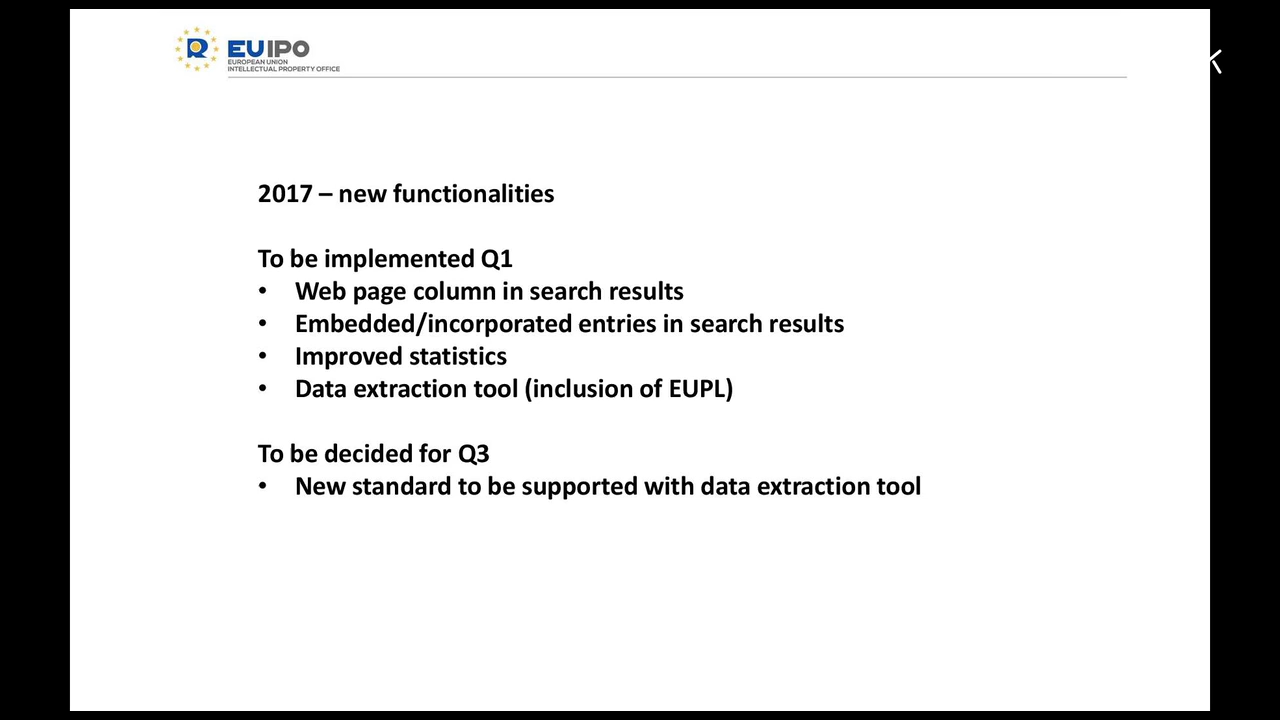 EUIPO
EUROPEAN UNION
INTELLECTUAL PROPERTY OFFICE
2017 – new functionalities
To be implemented Q1
• Web page column in search results
• Embedded/incorporated entries in search results
• Improved statistics
• Data extraction tool (inclusion of EUPL)
To be decided for Q3
• New standard to be supported with data extraction tool